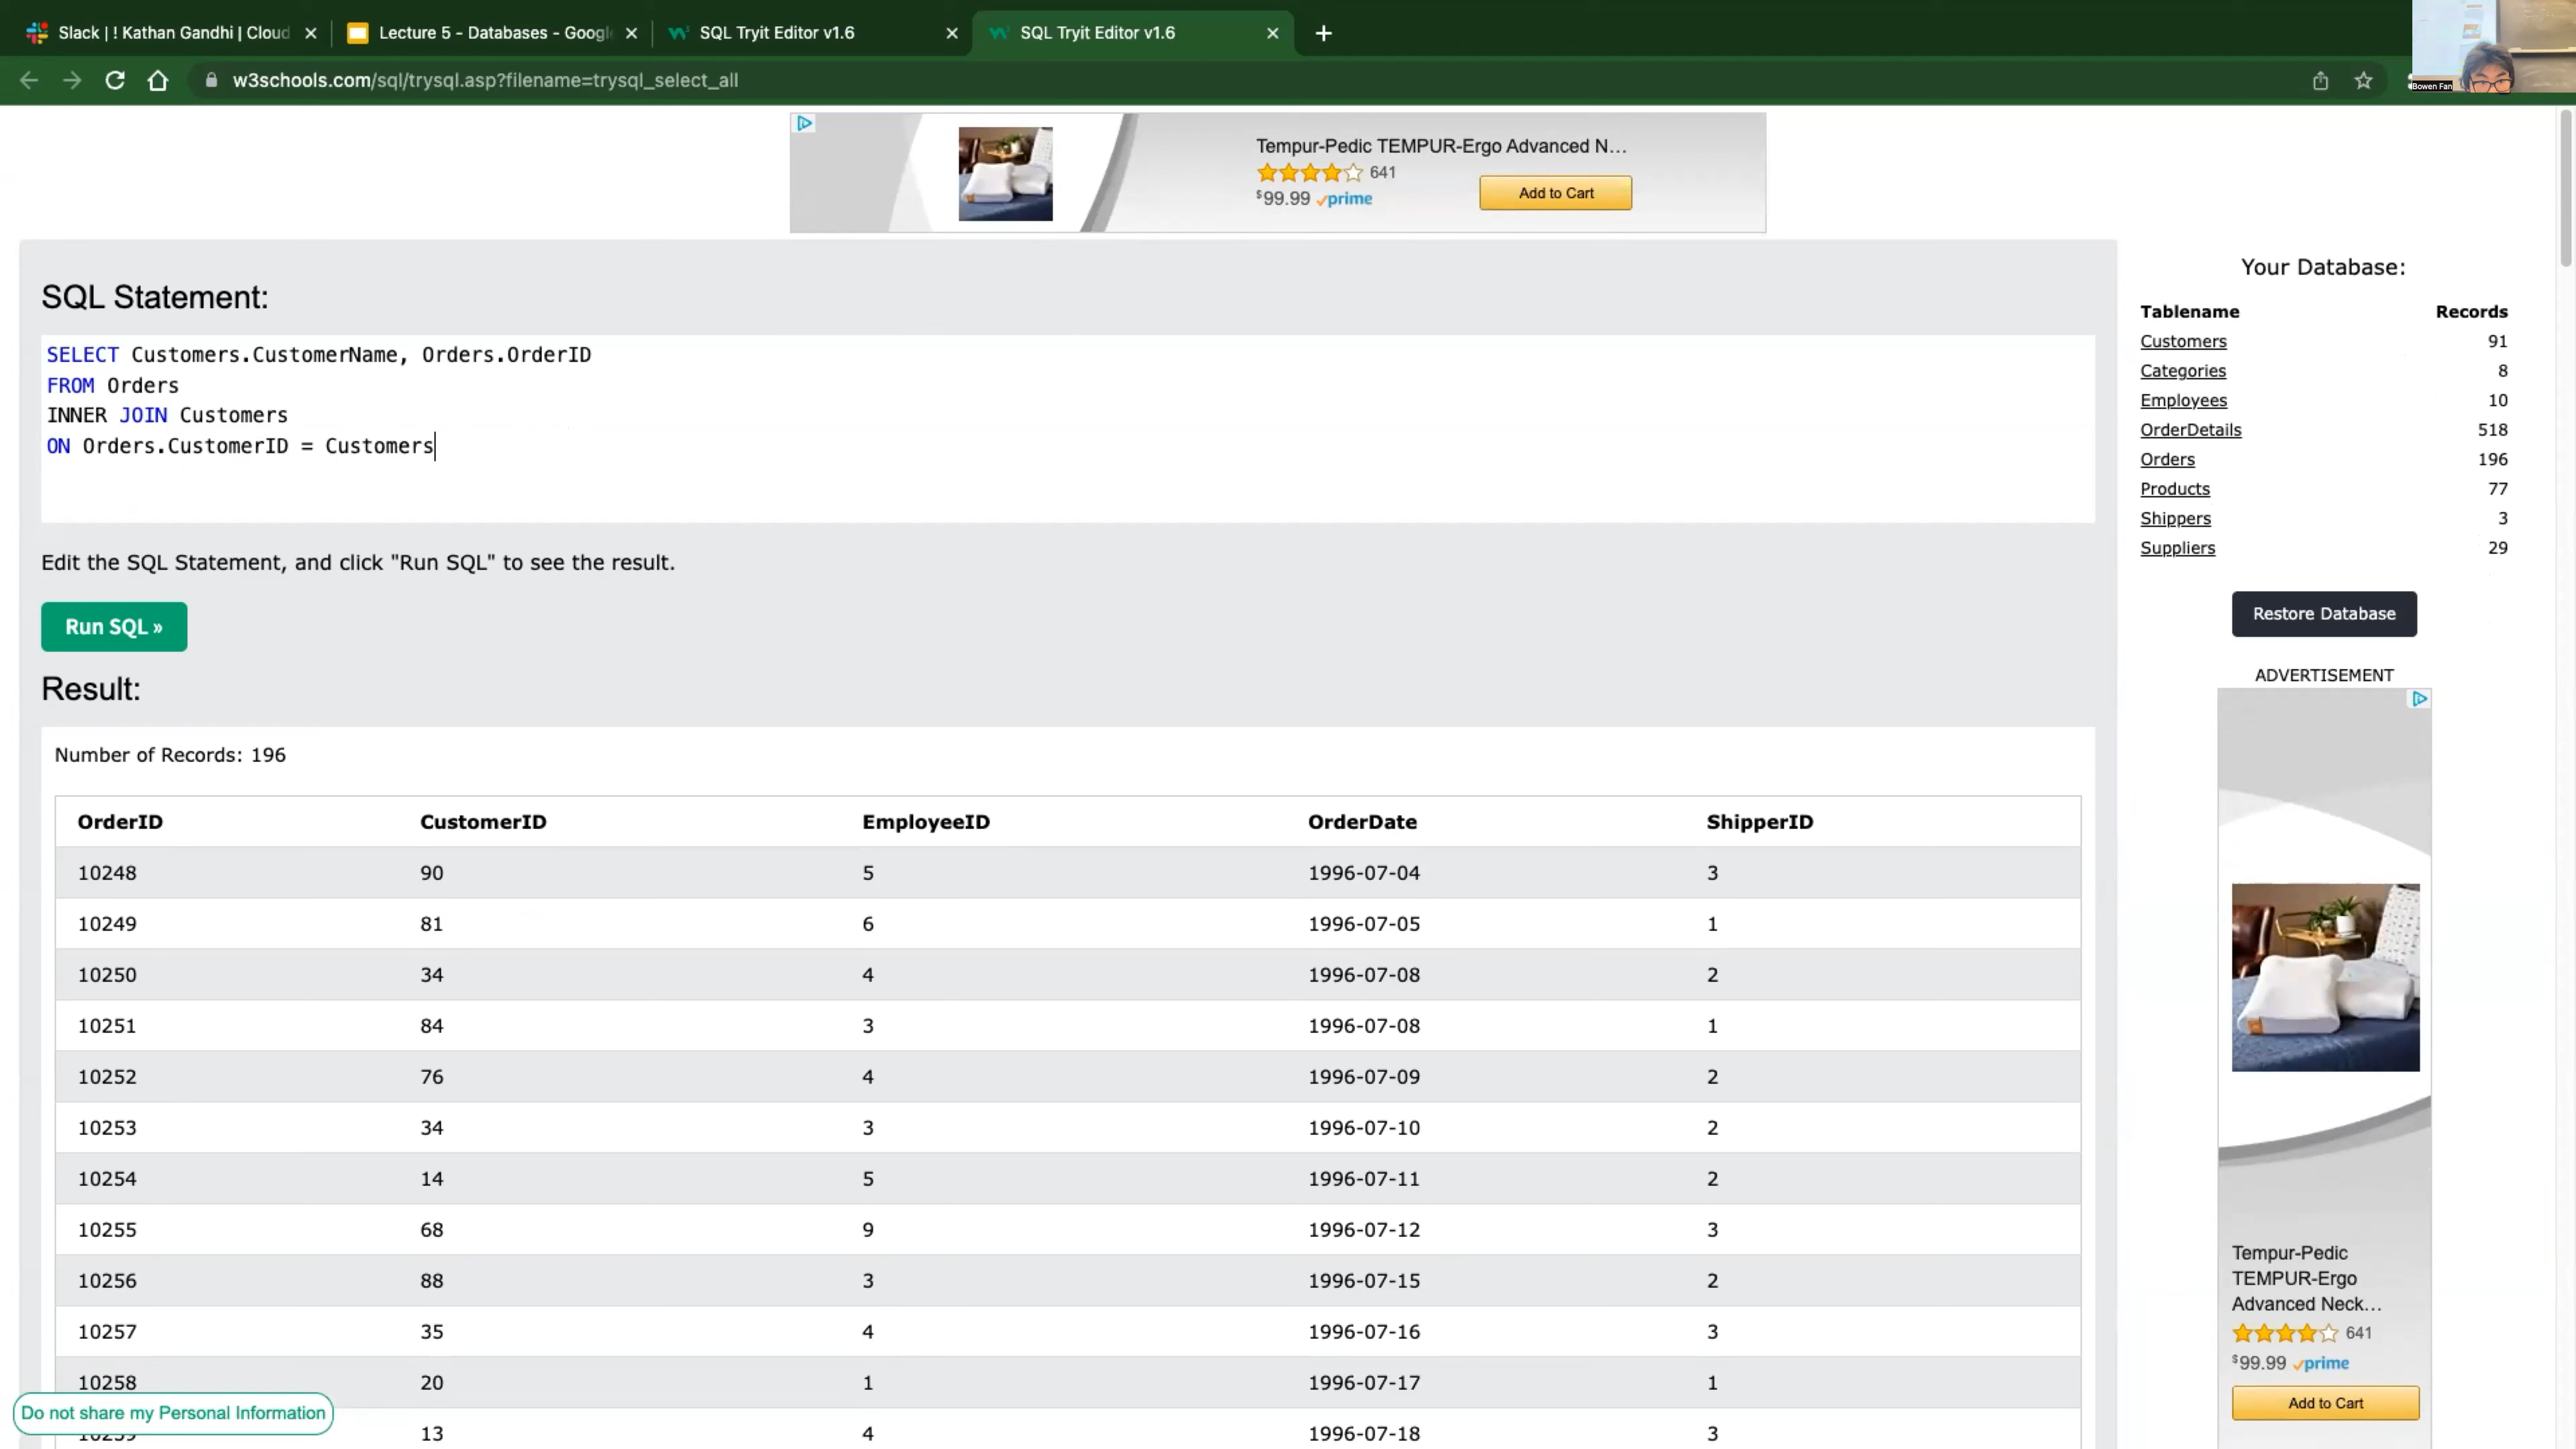 Slack | ! Kathan Gandhi | Cloud
Lecture 5 - Databases - Googl
SQL Tryit Editor v1.6
SQL Tryit Editor v1.6
w3schools.com/sql/trysql.asp?filename=trysql_select_all
Bowen Fan
Tempur-Pedic TEMPUR-Ergo Advanced N...
641
$99.99 prime
Add to Cart
SQL Statement:
SELECT Customers.CustomerName, Orders.OrderID
FROM Orders
INNER JOIN Customers
ON Orders.CustomerID = Customers
Edit the SQL Statement, and click "Run SQL" to see the result.
Run SQL »
Result:
Number of Records: 196
OrderID CustomerID EmployeeID OrderDate ShipperID
10248 90 5 1996-07-04 3
10249 81 6 1996-07-05 1
10250 34 4 1996-07-08 2
10251 84 3 1996-07-08 1
10252 76 4 1996-07-09 2
10253 34 3 1996-07-10 2
10254 14 5 1996-07-11 2
10255 68 9 1996-07-12 3
10256 88 3 1996-07-15 2
10257 35 4 1996-07-16 3
10258 20 1 1996-07-17 1
13 4 1996-07-18 3
Do not share my Personal Information
Your Database:
Tablename Records
Customers 91
Categories 8
Employees 10
OrderDetails 518
Orders 196
Products 77
Shippers 3
Suppliers 29
Restore Database
ADVERTISEMENT
Tempur-Pedic
TEMPUR-Ergo
Advanced Neck...
641
$99.99 prime
Add to Cart